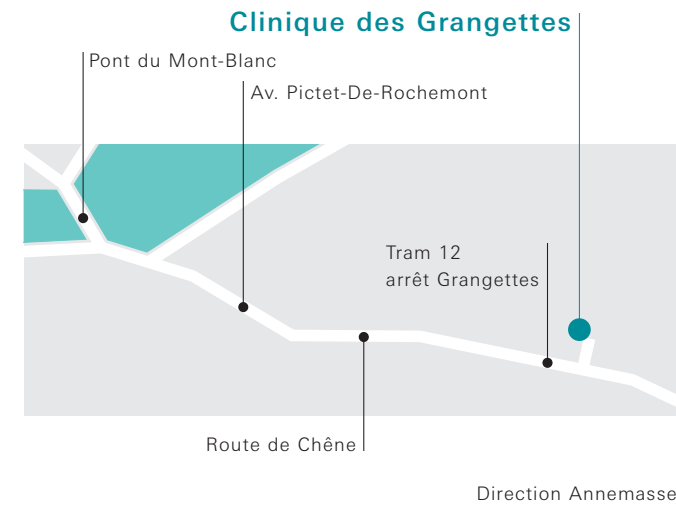 Clinique des Grangettes
Pont du Mont-Blanc
Av. Pictet-De-Rochemont
Tram 12
arrêt Grangettes
Route de Chêne
Direction Annemasse